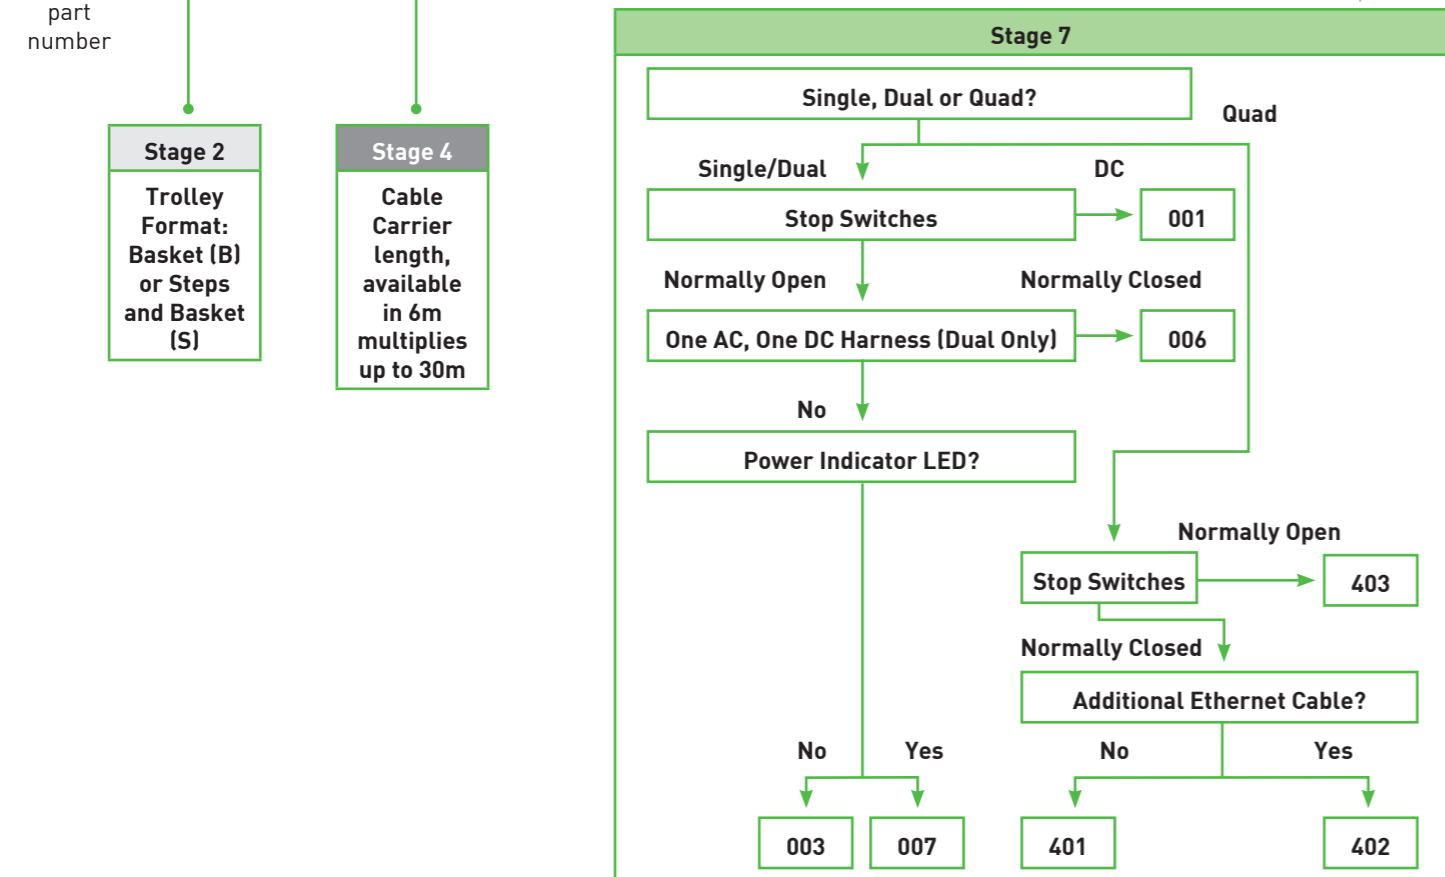 part
number
Stage 2
Trolley
Format:
Basket (B)
or Steps
and Basket
(S)
Stage 4
Cable
Carrier
length,
available
in 6m
multiplies
up to 30m
Stage 7
Single, Dual or Quad?
Quad
Single/Dual
DC
Stop Switches
001
Normally Open
Normally Closed
One AC, One DC Harness (Dual Only)
006
No
Power Indicator LED?
Normally Open
Stop Switches
403
Normally Closed
Additional Ethernet Cable?
No
Yes
No
Yes
003
007
401
402